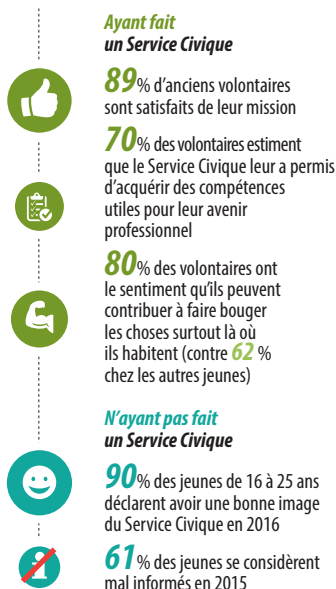 Ayant fait
un Service Civique
89% d'anciens volontaires
sont satisfaits de leur mission
70% des volontaires estiment
que le Service Civique leur a permis
d'acquérir des compétences
utiles pour leur avenir
professionnel
80% des volontaires ont
le sentiment qu'ils peuvent
contribuer à faire bouger
les choses surtout là où
ils habitent (contre 62 %
chez les autres jeunes)
N'ayant pas fait
un Service Civique
90% des jeunes de 16 à 25 ans
déclarent avoir une bonne image
du Service Civique en 2016
61% des jeunes se considèrent
mal informés en 2015